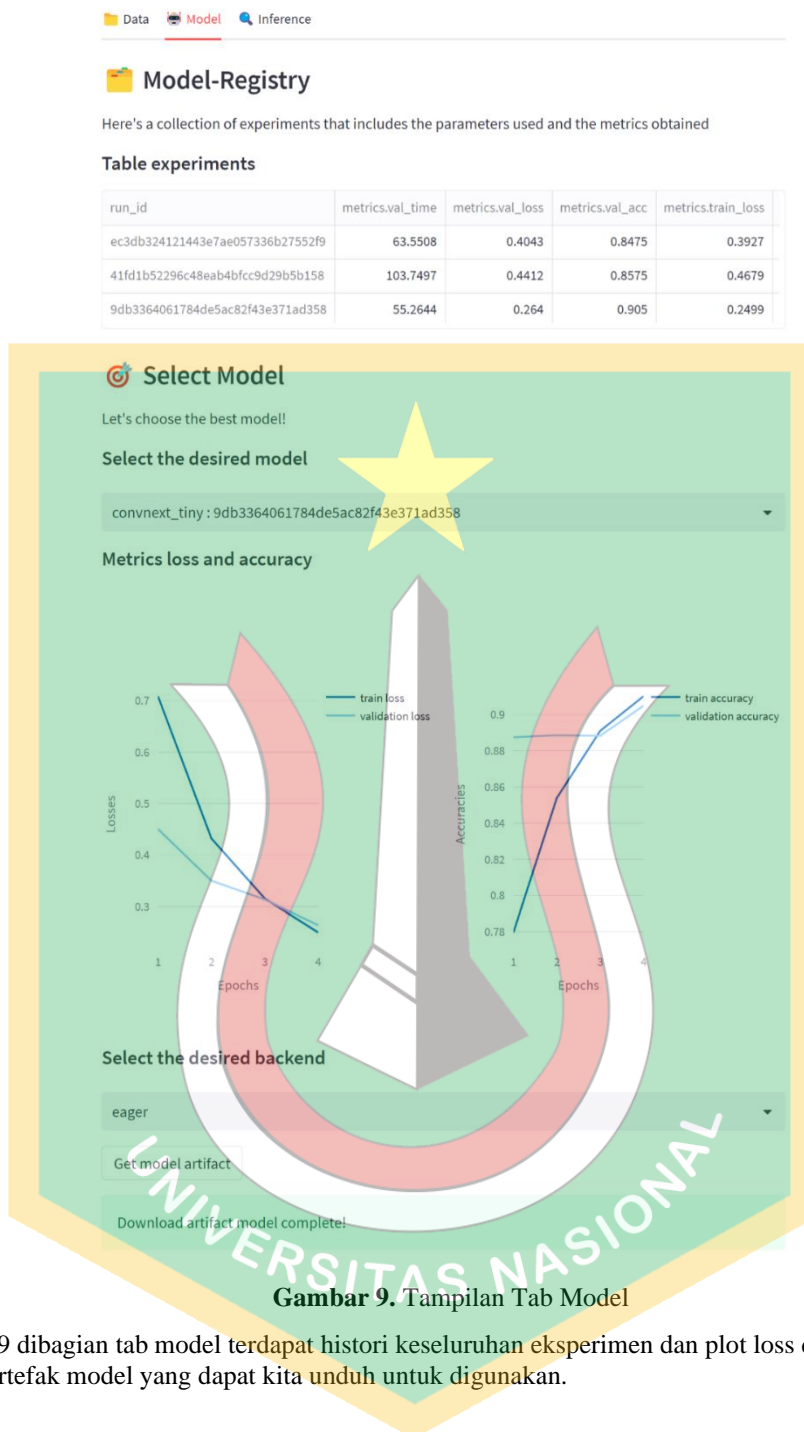 Data Model Inference
Model-Registry
Here's a collection of experiments that includes the parameters used and the metrics obtained
Table experiments
run_id metrics.val_time metrics.val_loss metrics.val_acc metrics.train_loss
ec3db324121443e7ae057336b27552f9 63.5508 0.4043 0.8475 0.3927
41fd1b52296c48eab4bfcc9d29b5b158 103.7497 0.4412 0.8575 0.4679
9db3364061784de5ac82f43e371ad358 55.2644 0.264 0.905 0.2499
Select Model
Let's choose the best model!
Select the desired model
convnext_tiny : 9db3364061784de5ac82f43e371ad358
Metrics loss and accuracy
train loss
validation loss
0.7
0.6
0.5
0.4
0.3
Losses
1 2 3 4
Epochs
train accuracy
validation accuracy
0.9
0.88
0.86
0.84
0.82
0.8
0.78
Accuracies
1 2 3 4
Epochs
Select the desired backend
eager
Get model artifact
Download artifact model complete!
UNIVERSITAS NASIONAL
Gambar 9. Tampilan Tab Model
9 dibagian tab model terdapat histori keseluruhan eksperimen dan plot loss
rtefak model yang dapat kita unduh untuk digunakan.